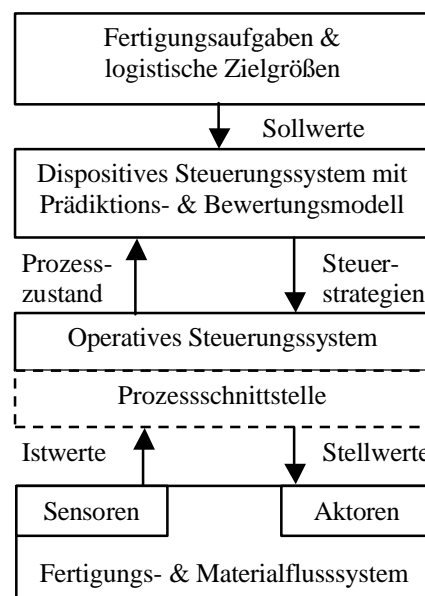 Fertigungsaufgaben &
logistische Zielgrößen
Sollwerte
Dispositives Steuerungssystem mit
Prädiktions- & Bewertungsmodell
Prozess-
zustand
Steuer-
strategien
Operatives Steuerungssystem
Prozessschnittstelle
Istwerte
Stellwerte
Sensoren
Aktoren
Fertigungs- & Materialflusssystem